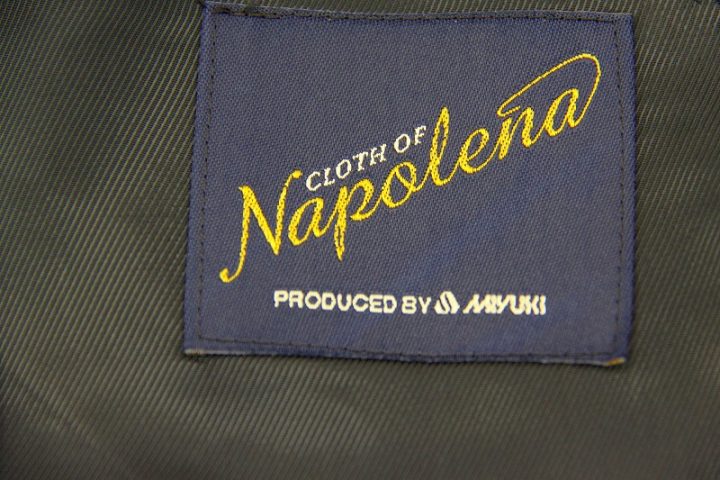 CLOTH OF
Napolena
PRODUCED BY MIYUKI